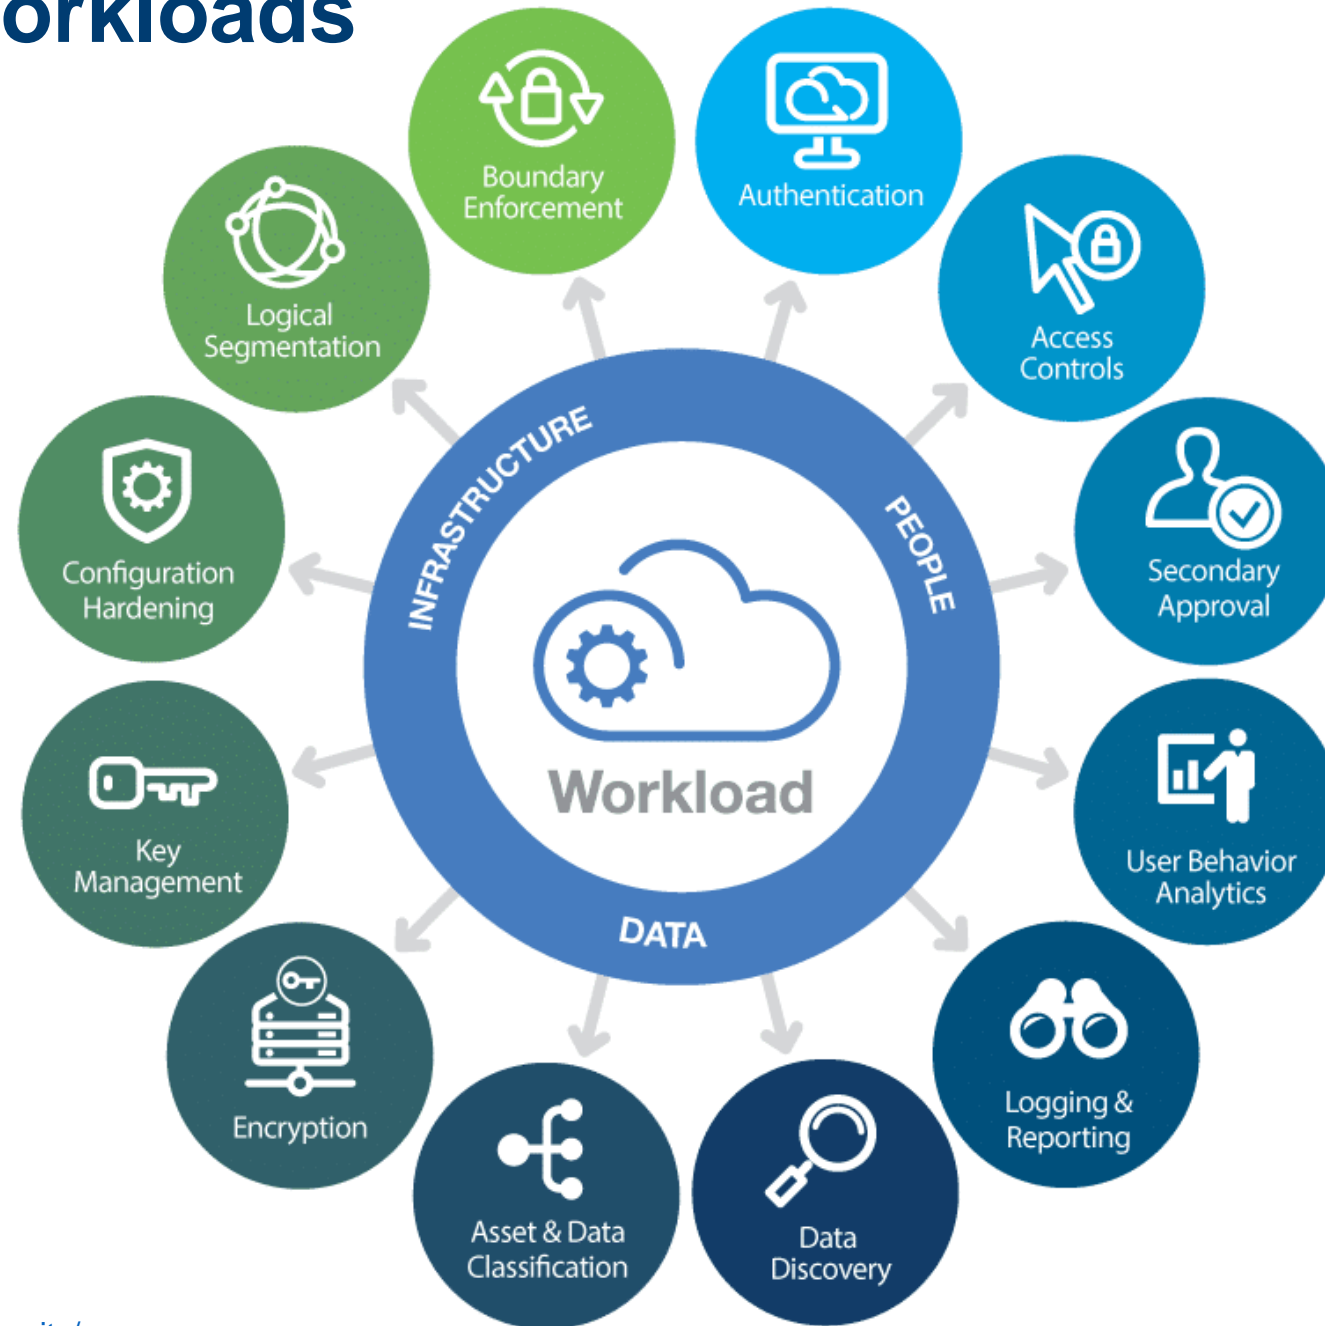 orkloads
Boundary
Enforcement
Authentication
Access
Controls
Secondary
Approval
User Behavior
Analytics
Logging &
Reporting
Data
Discovery
Asset & Data
Classification
Encryption
Key
Management
Configuration
Hardening
Logical
Segmentation
INFRASTRUCTURE
PEOPLE
DATA
Workload